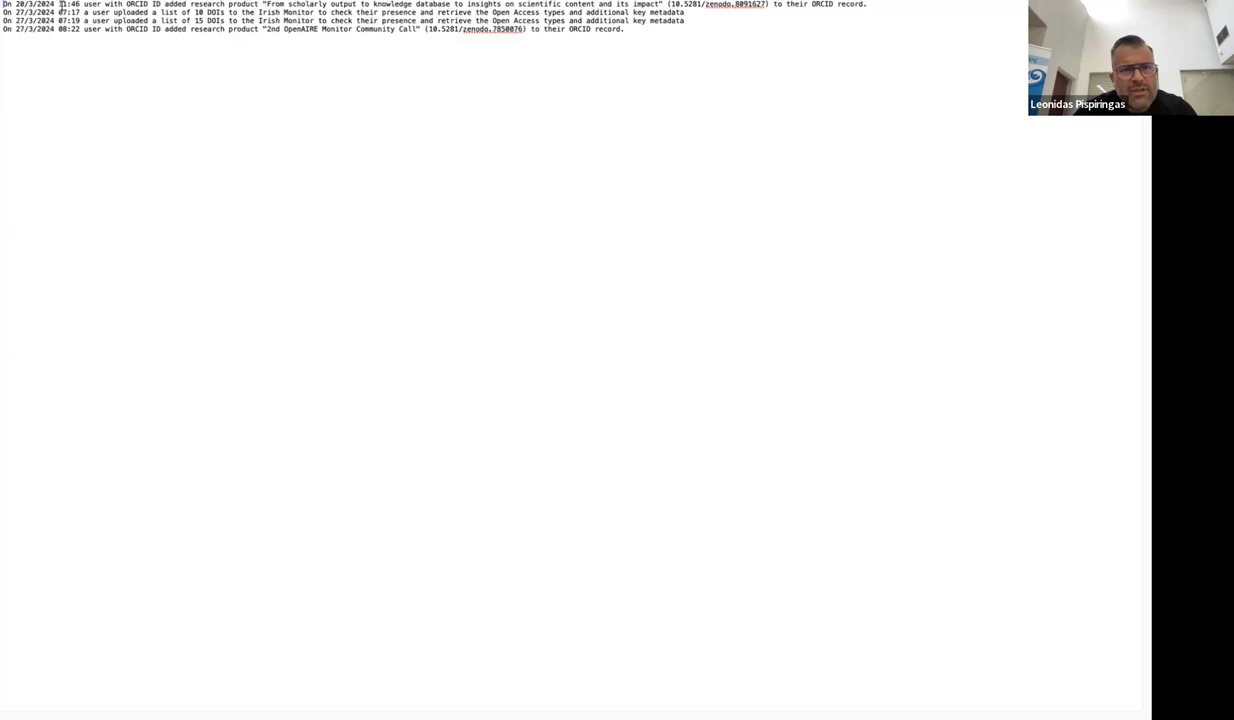 On 20/3/2024 11:46 user with ORCID ID added research product "From scholarly output to knowledge database to insights on scientific content and its impact" (10.5281/zenodo.8091627) to their ORCID record.
On 27/3/2024 07:17 a user uploaded a list of 10 DOIs to the Irish Monitor to check their presence and retrieve the Open Access types and additional key metadata
On 27/3/2024 07:19 a user uploaded a list of 15 DOIs to the Irish Monitor to check their presence and retrieve the Open Access types and additional key metadata
On 27/3/2024 08:22 user with ORCID ID added research product "2nd OpenAIRE Monitor Community Call" (10.5281/zenodo.7850076) to their ORCID record.
Leonidas Pispiringas